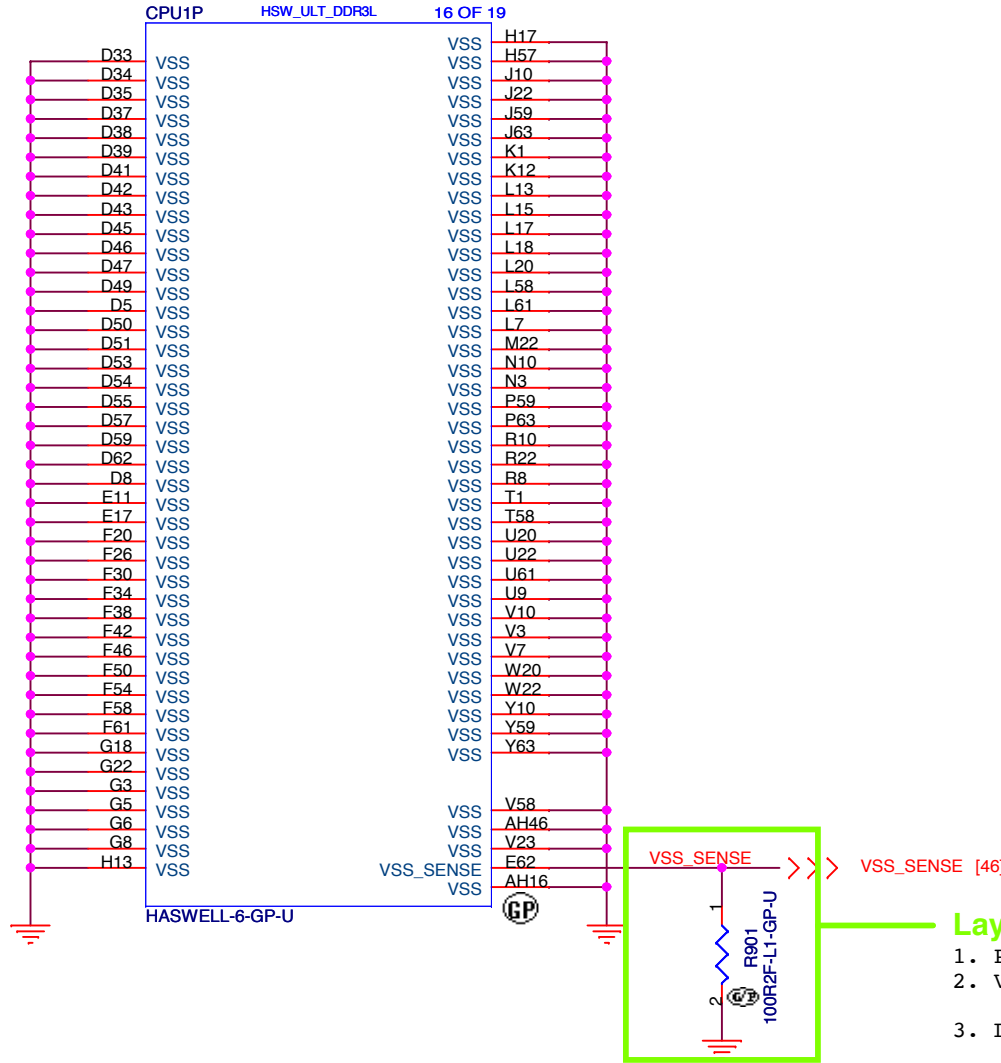 CPU1P HSW_ULT_DDR3L 16 OF 19
VSS H17
D33 VSS VSS H57
D34 VSS VSS J10
D35 VSS VSS J22
D37 VSS VSS J59
D38 VSS VSS J63
D39 VSS VSS K1
D41 VSS VSS K12
D42 VSS VSS L13
D43 VSS VSS L15
D45 VSS VSS L17
D46 VSS VSS L18
D47 VSS VSS L20
D49 VSS VSS L58
D5 VSS VSS L61
D50 VSS VSS L7
D51 VSS VSS M22
D53 VSS VSS N10
D54 VSS VSS N3
D55 VSS VSS P59
D57 VSS VSS P63
D59 VSS VSS R10
D62 VSS VSS R22
D8 VSS VSS R8
E11 VSS VSS T1
E17 VSS VSS T58
F20 VSS VSS U20
F26 VSS VSS U22
F30 VSS VSS U61
F34 VSS VSS U9
F38 VSS VSS V10
F42 VSS VSS V3
F46 VSS VSS V7
F50 VSS VSS W20
F54 VSS VSS W22
F58 VSS VSS Y10
F61 VSS VSS Y59
G18 VSS VSS Y63
G22 VSS
G3 VSS
G5 VSS VSS V58
G6 VSS VSS AH46
G8 VSS VSS V23
H13 VSS VSS_SENSE E62 VSS_SENSE VSS_SENSE [46]
VSS AH16
HASWELL-6-GP-U GP
1
R901
100R2F-L1-GP-U
2 G/P
Lay
1.
2. V
3.